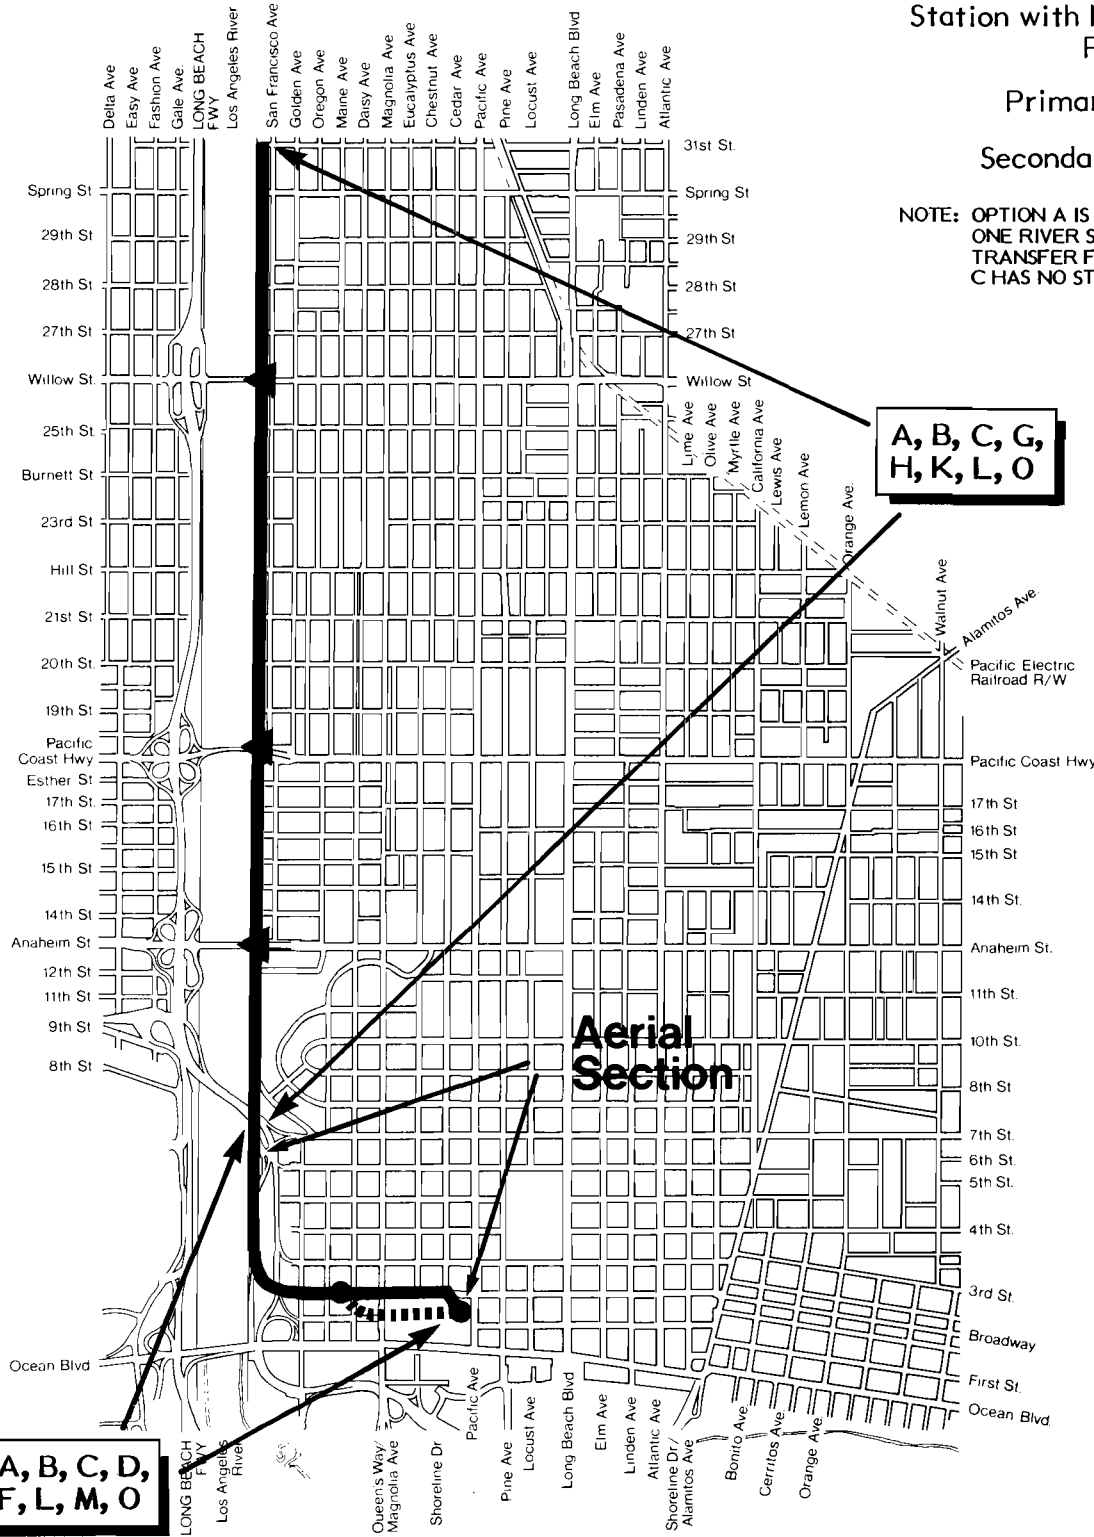 Delta Ave
Easy Ave
Fashion Ave
Gale Ave.
LONG BEACH
FWY
Los Angeles River
San Francisco Ave
Golden Ave
Oregon Ave
Maine Ave
Daisy Ave
Magnolia Ave
Eucalyptus Ave
Chestnut Ave
Cedar Ave
Pacific Ave
Pine Ave
Locust Ave
Long Beach Blvd
Elm Ave
Pasadena Ave
Linden Ave
Atlantic Ave
Station with
Primar
Seconda
NOTE: OPTION A IS
ONE RIVER S
TRANSFER F
C HAS NO ST
Spring St
29th St
28th St
27th St
Willow St.
25th St.
Burnett St
23rd St
Hill St
21st St
20th St.
19th St
Pacific
Coast Hwy
Esther St
17th St.
16th St
15th St
14th St
Anaheim St
12th St
11th St
9th St
8th St
Ocean Blvd
31st St.
Spring St
29th St
28th St
27th St
Willow St
Lime Ave
Olive Ave
Myrtle Ave
California Ave
Lewis Ave
Lemon Ave
Orange Ave.
Walnut Ave
Alamitos Ave.
Pacific Electric
Railroad R/W
A, B, C, G,
H, K, L, O
Pacific Coast Hwy
17th St
16th St
15th St
14th St.
Anaheim St.
11th St.
10th St.
8th St
7th St.
6th St.
5th St.
4th St.
3rd St.
Broadway
First St.
Ocean Blvd
Aerial
Section
A, B, C, D,
F, L, M, O
LONG BEACH
FWY
Los Angeles
River
Queen's Way/
Magnolia Ave
Shoreline Dr
Pacific Ave
Pine Ave
Locust Ave
Long Beach Blvd
Elm Ave
Linden Ave
Atlantic Ave
Shoreline Dr/
Alamitos Ave
Bonito Ave
Cerritos Ave
Orange Ave.